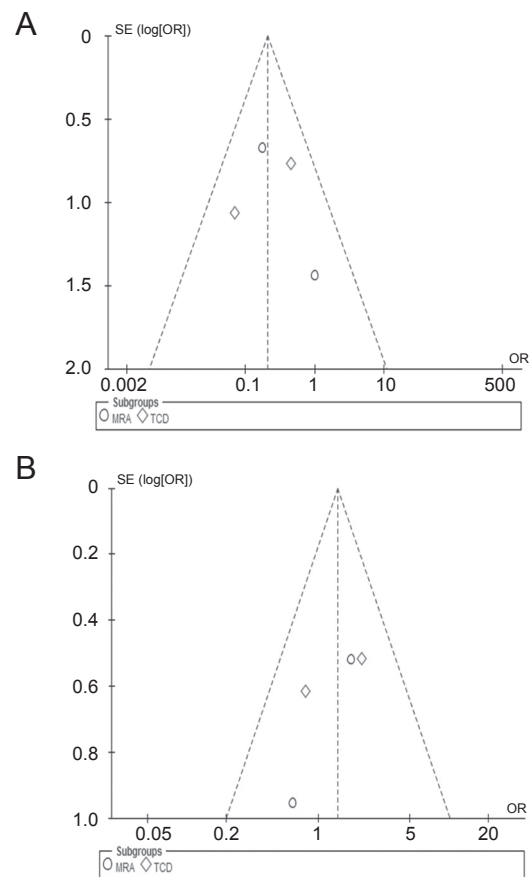 A
SE (log[OR])
0
0.5
1.0
1.5
2.0
0.002 0.1 1 10 500
OR
Subgroups
MRA TCD
B
SE (log[OR])
0
0.2
0.4
0.6
0.8
1.0
0.05 0.2 1 5 20
OR
Subgroups
MRA TCD